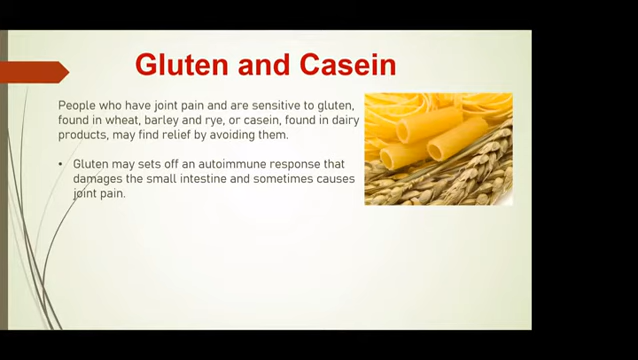 Gluten and Casein
People who have joint pain and are sensitive to gluten,
found in wheat, barley and rye, or casein, found in dairy
products, may find relief by avoiding them.
• Gluten may sets off an autoimmune response that
damages the small intestine and sometimes causes
joint pain.